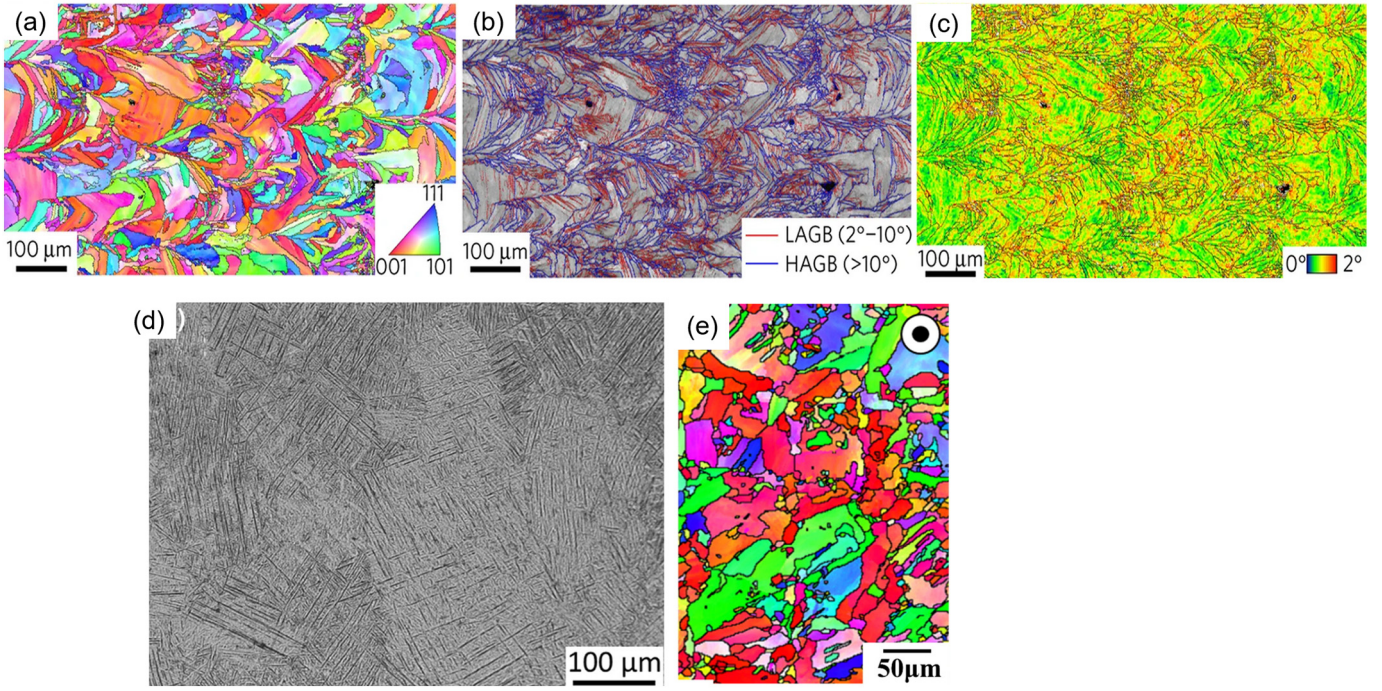 (a)
111
001 101
100 µm
(b)
LAGB (2°–10°)
HAGB (>10°)
100 µm
(c)
0° 2°
100 µm
(d)
)
100 µm
(e)
50µm